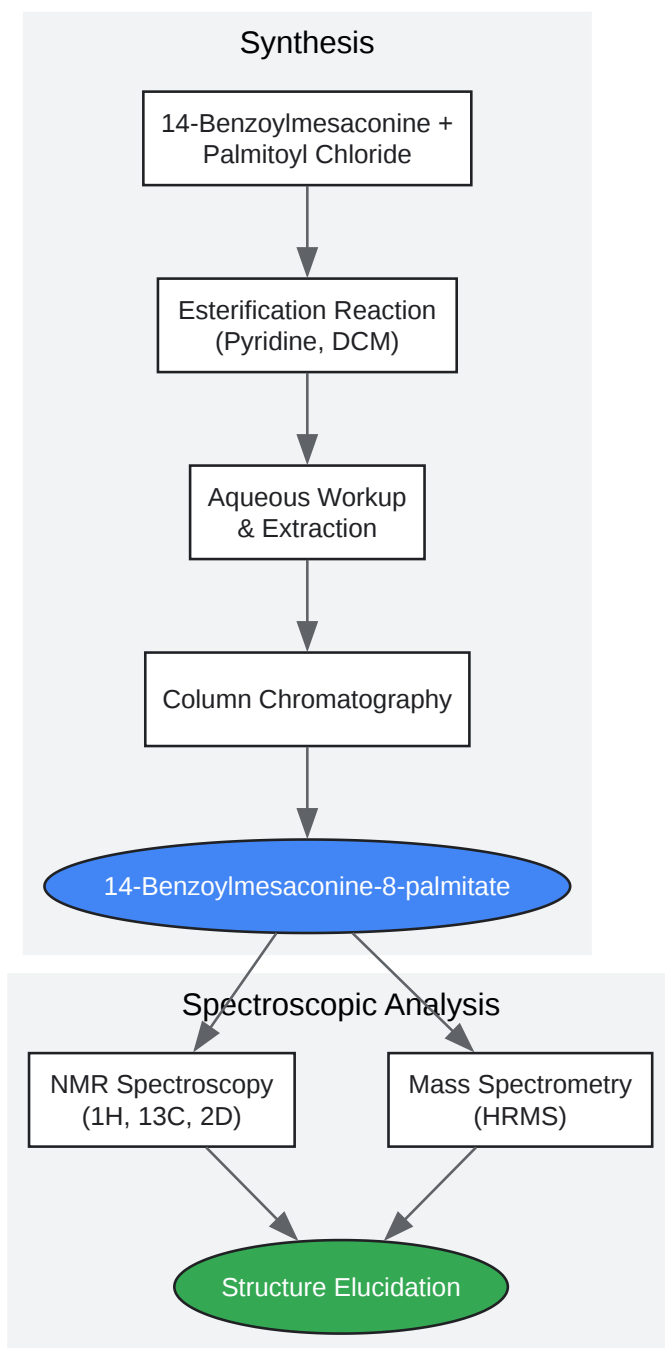 Synthesis
14-Benzoylmesaconine +
Palmitoyl Chloride
Esterification Reaction
(Pyridine, DCM)
Aqueous Workup
& Extraction
Column Chromatography
14-Benzoylmesaconine-8-palmitate
Spectroscopic Analysis
NMR Spectroscopy
(1H, 13C, 2D)
Mass Spectrometry
(HRMS)
Structure Elucidation